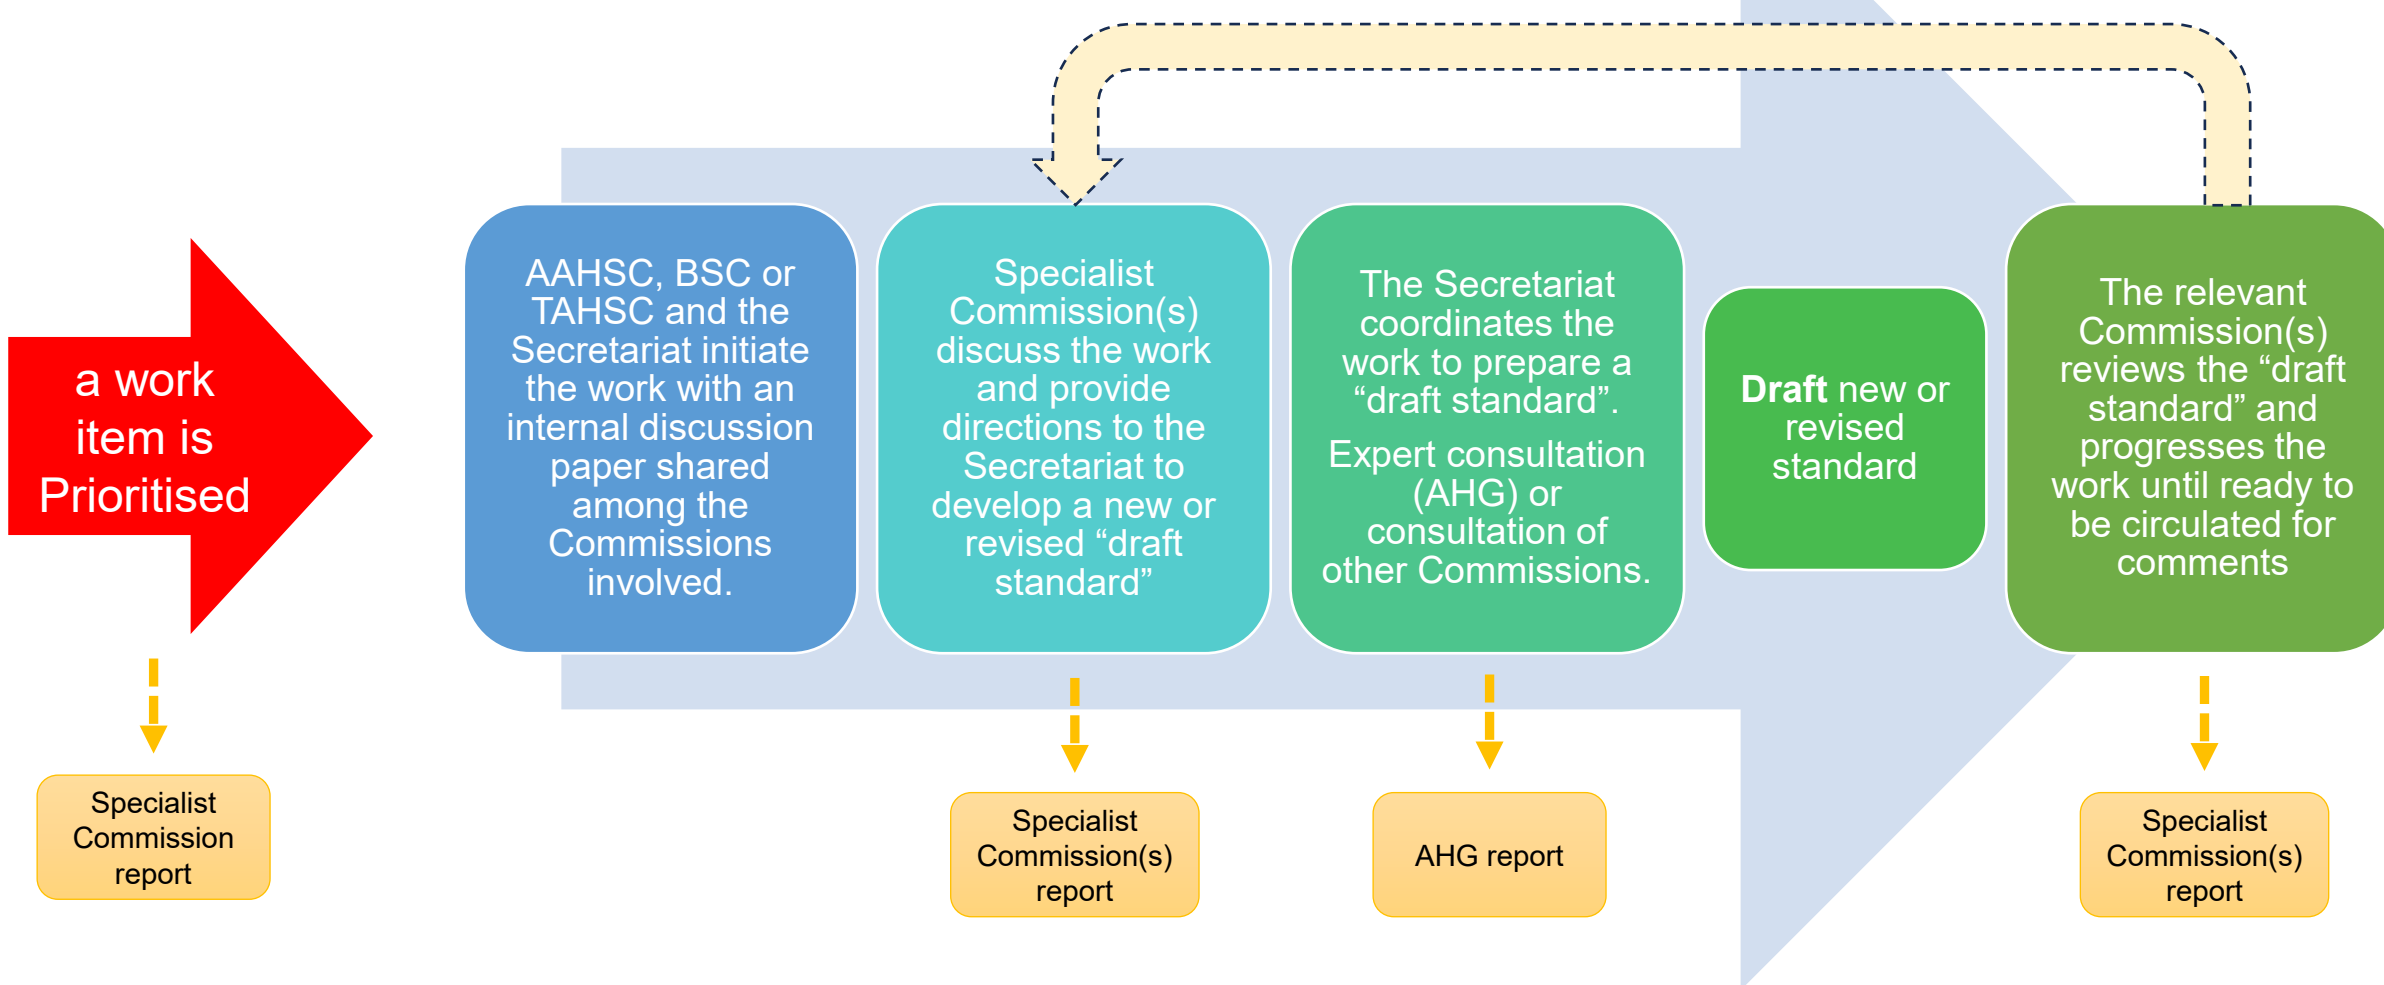 a work
item is
Prioritised
AAHSC, BSC or
TAHSC and the
Secretariat initiate
the work with an
internal discussion
paper shared
among the
Commissions
involved.
Specialist
Commission(s)
discuss the work
and provide
directions to the
Secretariat to
develop a new or
revised “draft
standard”
The Secretariat
coordinates the
work to prepare a
“draft standard”.
Expert consultation
(AHG) or
consultation of
other Commissions.
Draft new or
revised
standard
The relevant
Commission(s)
reviews the “draft
standard” and
progresses the
work until ready to
be circulated for
comments
Specialist
Commission
report
Specialist
Commission(s)
report
AHG report
Specialist
Commission(s)
report